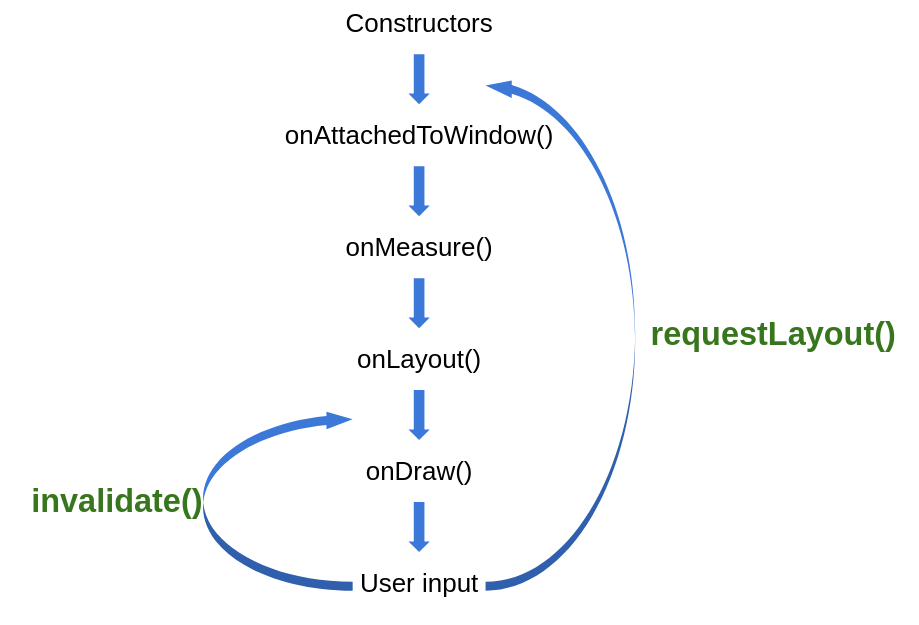 Constructors
onAttachedToWindow()
onMeasure()
requestLayout()
onLayout()
onDraw()
invalidate()
User input